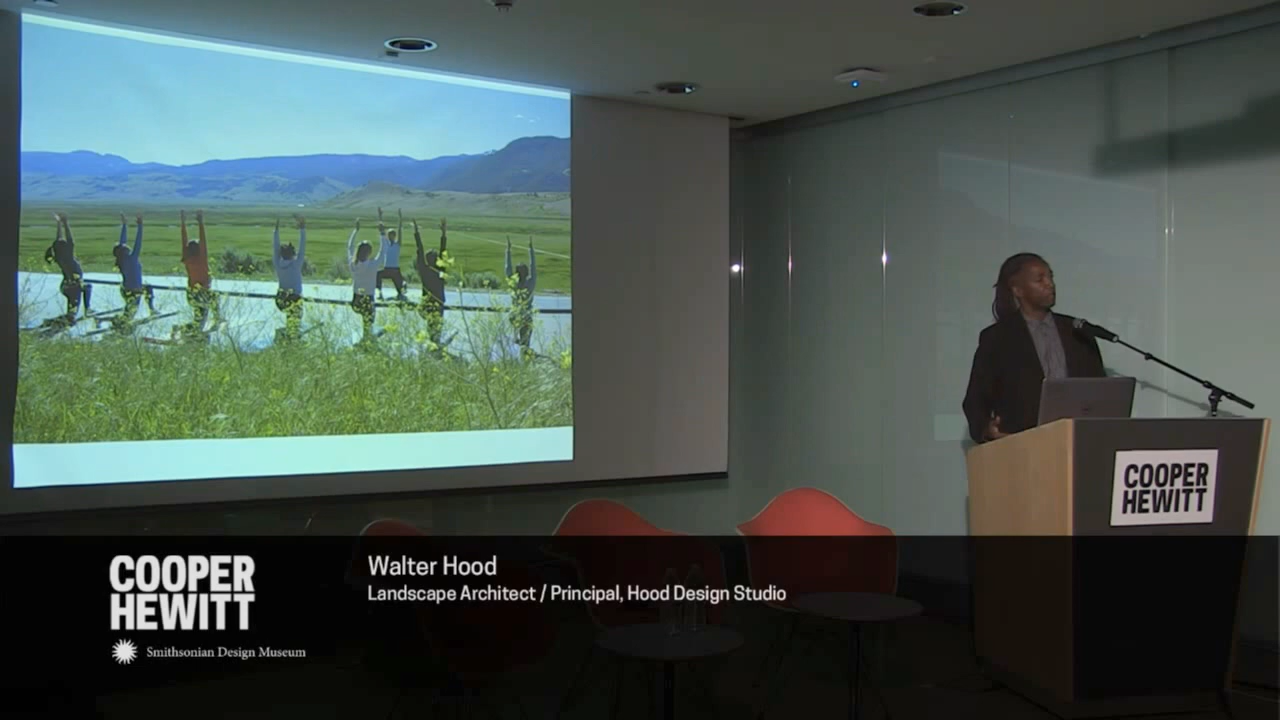 COOPER
HEWITT
COOPER
HEWITT
Smithsonian Design Museum
Walter Hood
Landscape Architect / Principal, Hood Design Studio